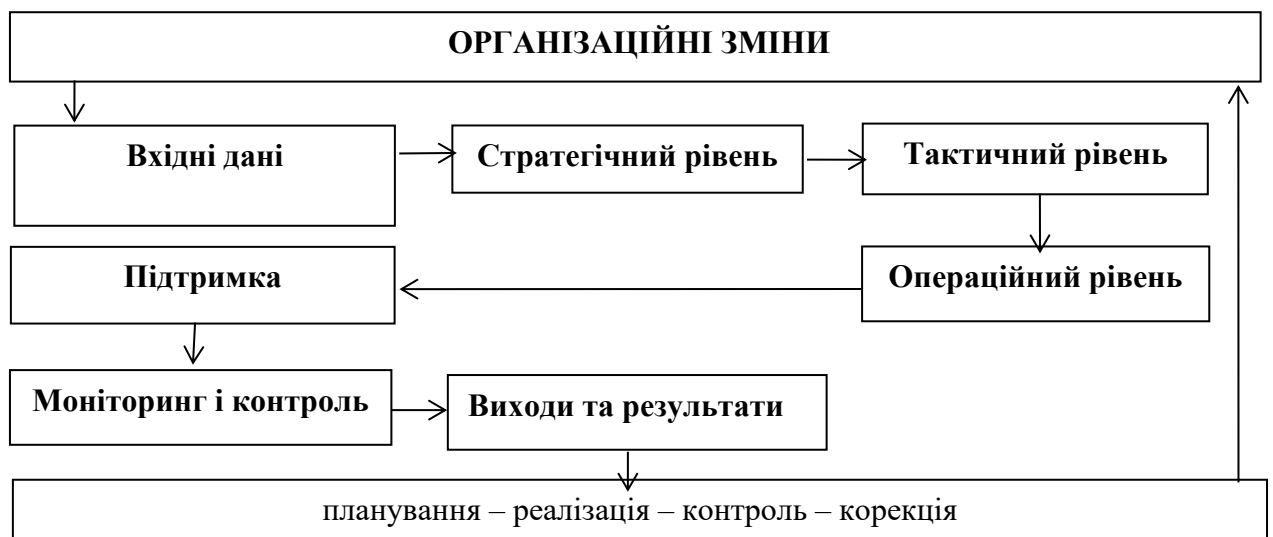 ОРГАНІЗАЦІЙНІ ЗМІНИ
Вхідні дані
Стратегічний рівень
Тактичний рівень
Підтримка
Операційний рівень
Моніторинг і контроль
Виходи та результати
планування – реалізація – контроль – корекція